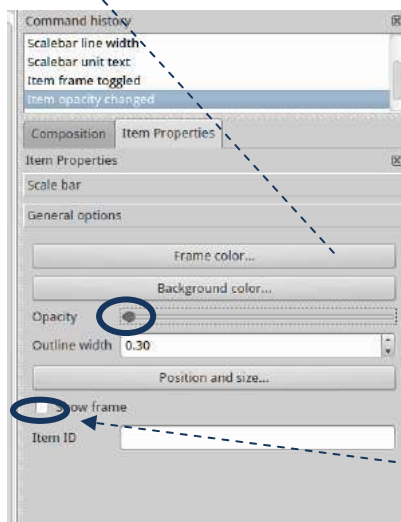 Command history
Scalebar line width
Scalebar unit text
Item frame toggled
Item opacity changed
Composition Item Properties
Item Properties
Scale bar
General options
Frame color...
Background color...
Opacity
Outline width 0.30
Position and size...
Show frame
Item ID